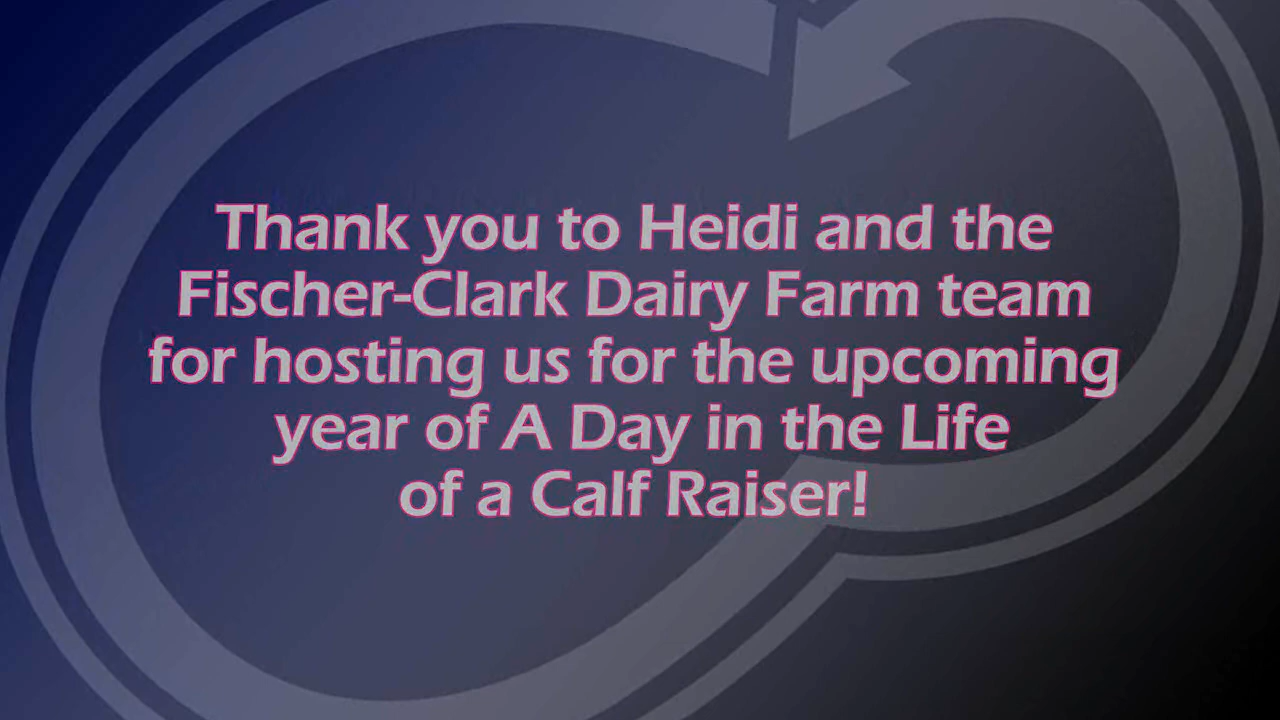 Thank you to Heidi and the
Fischer-Clark Dairy Farm team
for hosting us for the upcoming
year of A Day in the Life
of a Calf Raiser!